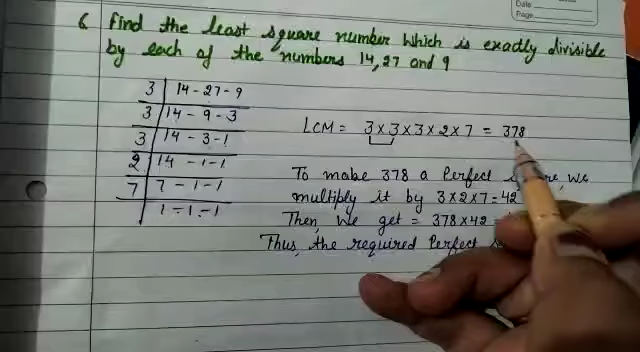 Date
Page
6 Find the least square number which is exactly divisible
by each of the numbers 14, 27 and 9
3 | 14 - 27 - 9
3 | 14 - 9 - 3
3 | 14 - 3 - 1
2 | 14 - 1 - 1
7 | 7 - 1 - 1
1 - 1 - 1
LCM = 3 × 3 × 3 × 2 × 7 = 378
To make 378 a Perfect we
multiply it by 3 × 2 × 7 = 42
Then, we get = 378 × 42 =
Thus, the required Perfect